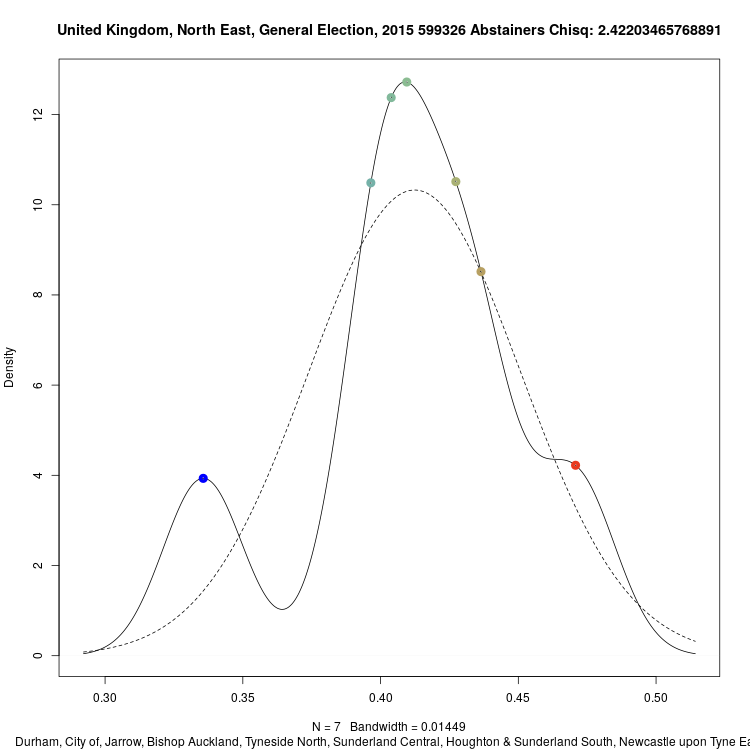 United Kingdom, North East, General Election, 2015 599326 Abstainers Chisq: 2.42203465768891
Density
12
10
8
6
4
2
0
0.30 0.35 0.40 0.45 0.50
N = 7 Bandwidth = 0.01449
Durham, City of, Jarrow, Bishop Auckland, Tyneside North, Sunderland Central, Houghton & Sunderland South, Newcastle upon Tyne Ea